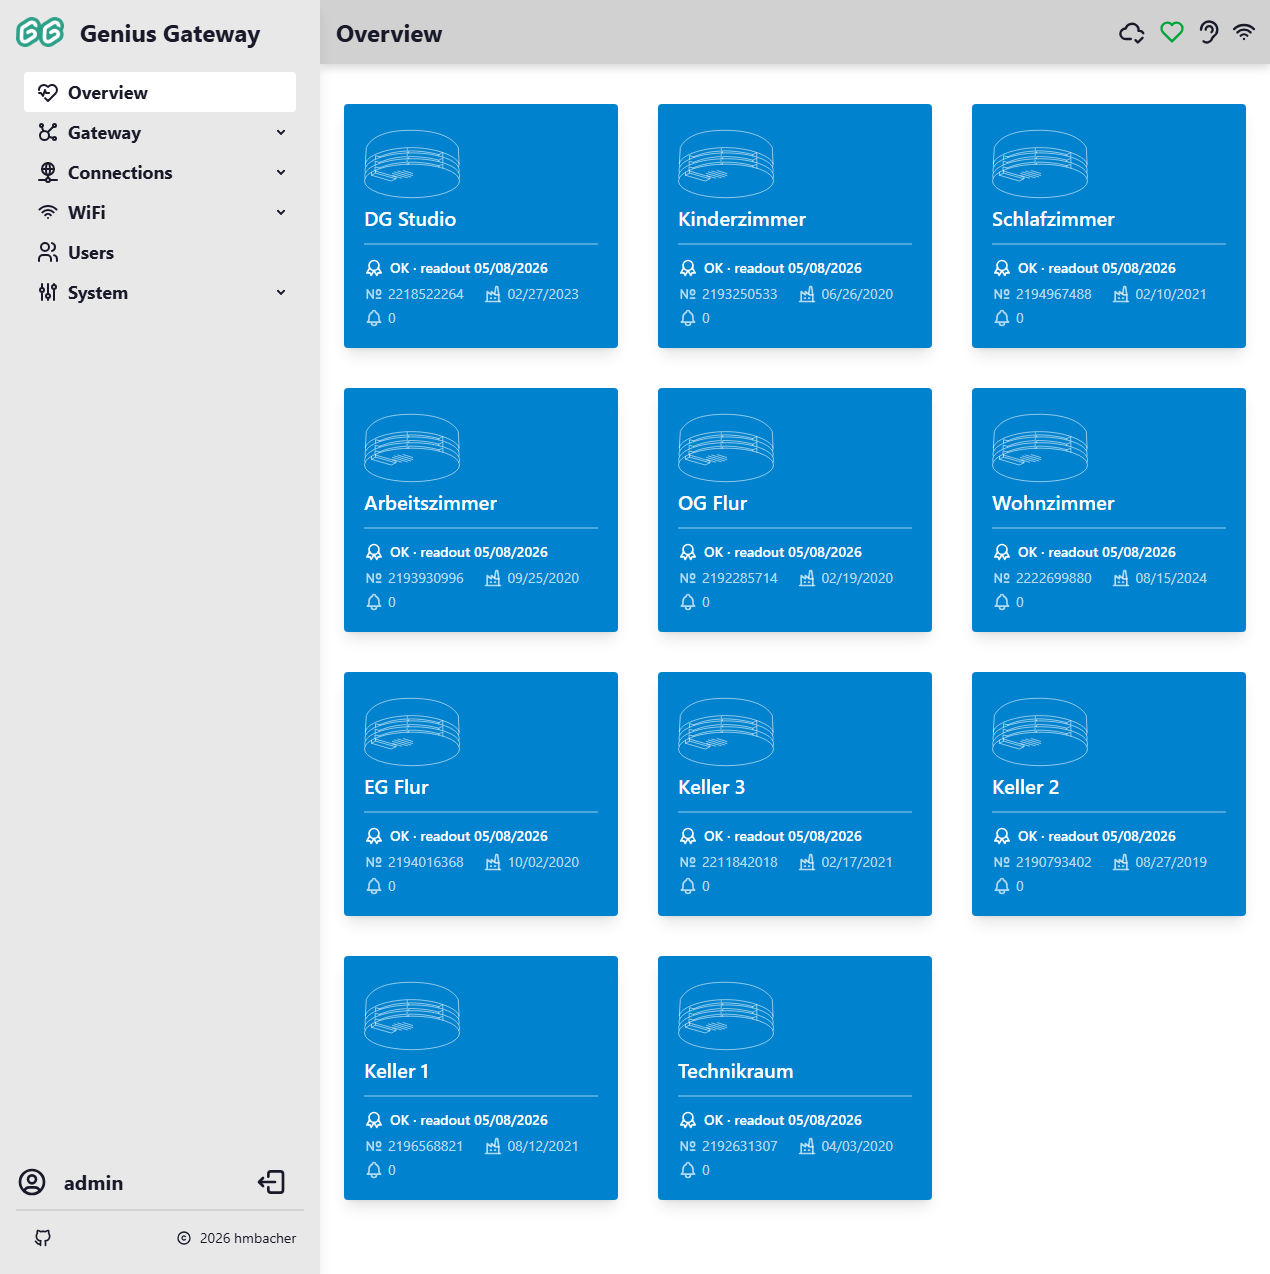 Genius Gateway
Overview
Gateway
Connections
WiFi
Users
System
admin
© 2026 hmbacher
Overview
DG Studio
OK · readout 05/08/2026
№ 2218522264 02/27/2023
0
Kinderzimmer
OK · readout 05/08/2026
№ 2193250533 06/26/2020
0
Schlafzimmer
OK · readout 05/08/2026
№ 2194967488 02/10/2021
0
Arbeitszimmer
OK · readout 05/08/2026
№ 2193930996 09/25/2020
0
OG Flur
OK · readout 05/08/2026
№ 2192285714 02/19/2020
0
Wohnzimmer
OK · readout 05/08/2026
№ 2222699880 08/15/2024
0
EG Flur
OK · readout 05/08/2026
№ 2194016368 10/02/2020
0
Keller 3
OK · readout 05/08/2026
№ 2211842018 02/17/2021
0
Keller 2
OK · readout 05/08/2026
№ 2190793402 08/27/2019
0
Keller 1
OK · readout 05/08/2026
№ 2196568821 08/12/2021
0
Technikraum
OK · readout 05/08/2026
№ 2192631307 04/03/2020
0